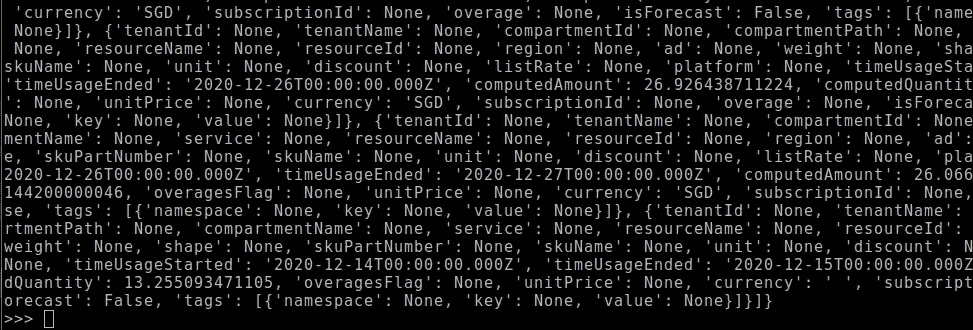 'currency': 'SGD', 'subscriptionId': None, 'overage': None, 'isForecast': False, 'tags': [{'name
None}]}, {'tenantId': None, 'tenantName': None, 'compartmentId': None, 'compartmentPath': None,
None, 'resourceName': None, 'resourceId': None, 'region': None, 'ad': None, 'weight': None, 'sha
skuName': None, 'unit': None, 'discount': None, 'listRate': None, 'platform': None, 'timeUsageSta
'timeUsageEnded': '2020-12-26T00:00:00.000Z', 'computedAmount': 26.926438711224, 'computedQuantit
': None, 'unitPrice': None, 'currency': 'SGD', 'subscriptionId': None, 'overage': None, 'isForeca
None, 'key': None, 'value': None}]}, {'tenantId': None, 'tenantName': None, 'compartmentId': None
mentName': None, 'service': None, 'resourceName': None, 'resourceId': None, 'region': None, 'ad':
e, 'skuPartNumber': None, 'skuName': None, 'unit': None, 'discount': None, 'listRate': None, 'pla
2020-12-26T00:00:00.000Z', 'timeUsageEnded': '2020-12-27T00:00:00.000Z', 'computedAmount': 26.066
144200000046, 'overagesFlag': None, 'unitPrice': None, 'currency': 'SGD', 'subscriptionId': None,
se, 'tags': [{'namespace': None, 'key': None, 'value': None}]}, {'tenantId': None, 'tenantName':
rtmentPath': None, 'compartmentName': None, 'service': None, 'resourceName': None, 'resourceId':
weight': None, 'shape': None, 'skuPartNumber': None, 'skuName': None, 'unit': None, 'discount': N
None, 'timeUsageStarted': '2020-12-14T00:00:00.000Z', 'timeUsageEnded': '2020-12-15T00:00:00.000Z
dQuantity': 13.255093471105, 'overagesFlag': None, 'unitPrice': None, 'currency': ' ', 'subscript
orecast': False, 'tags': [{'namespace': None, 'key': None, 'value': None}]}]}
>>>